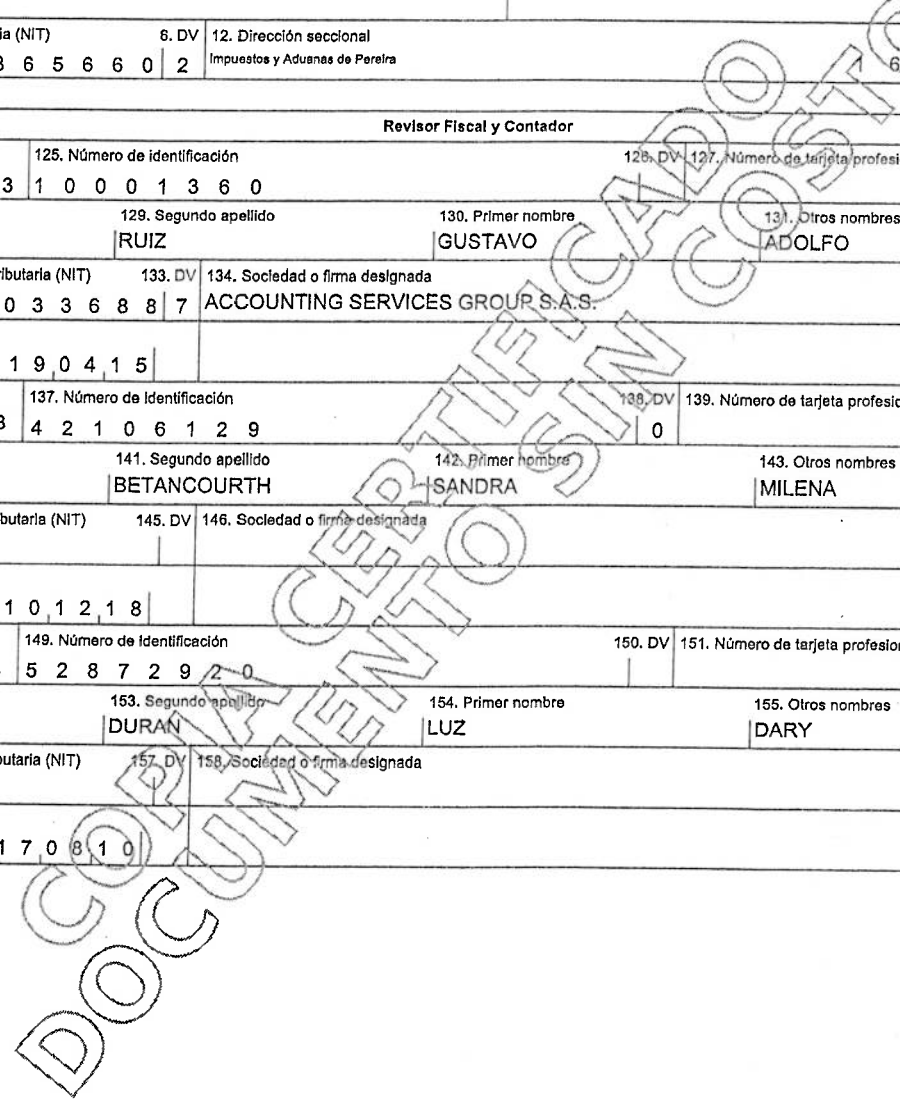 ia (NIT) 6. DV 12. Dirección seccional
3 6 5 6 6 0 2 Impuestos y Aduanas de Pereira 1 6
Revisor Fiscal y Contador
125. Número de identificación 126. DV 127. Número de tarjeta profesi
3 1 0 0 0 1 3 6 0
129. Segundo apellido 130. Primer nombre 131. Otros nombres
RUIZ GUSTAVO ADOLFO
ributaria (NIT) 133. DV 134. Sociedad o firma designada
0 3 3 6 8 8 7 ACCOUNTING SERVICES GROUP S.A.S.
1 9 0 4 1 5
137. Número de Identificación 138. DV 139. Número de tarjeta profesio
3 4 2 1 0 6 1 2 9 0
141. Segundo apellido 142. Primer nombre 143. Otros nombres
BETANCOURTH SANDRA MILENA
butaria (NIT) 145. DV 146. Sociedad o firma designada
1 0 1 2 1 8
149. Número de Identificación 150. DV 151. Número de tarjeta profesion
5 2 8 7 2 9 2 0
153. Segundo apellido 154. Primer nombre 155. Otros nombres
DURAN LUZ DARY
butaria (NIT) 157. DV 158. Sociedad o firma designada
1 7 0 8 1 0
COPIA CERTIFICADO
DOCUMENTO SIN COSTO